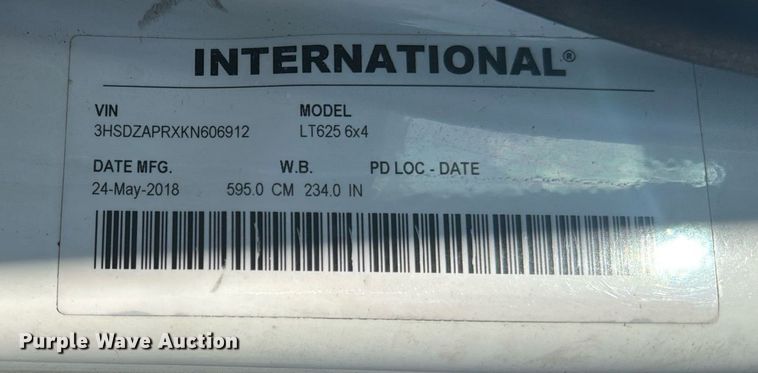 INTERNATIONAL®
VIN MODEL
3HSDZAPRXKN606912 LT625 6x4
DATE MFG. W.B. PD LOC - DATE
24-May-2018 595.0 CM 234.0 IN
Purple Wave Auction